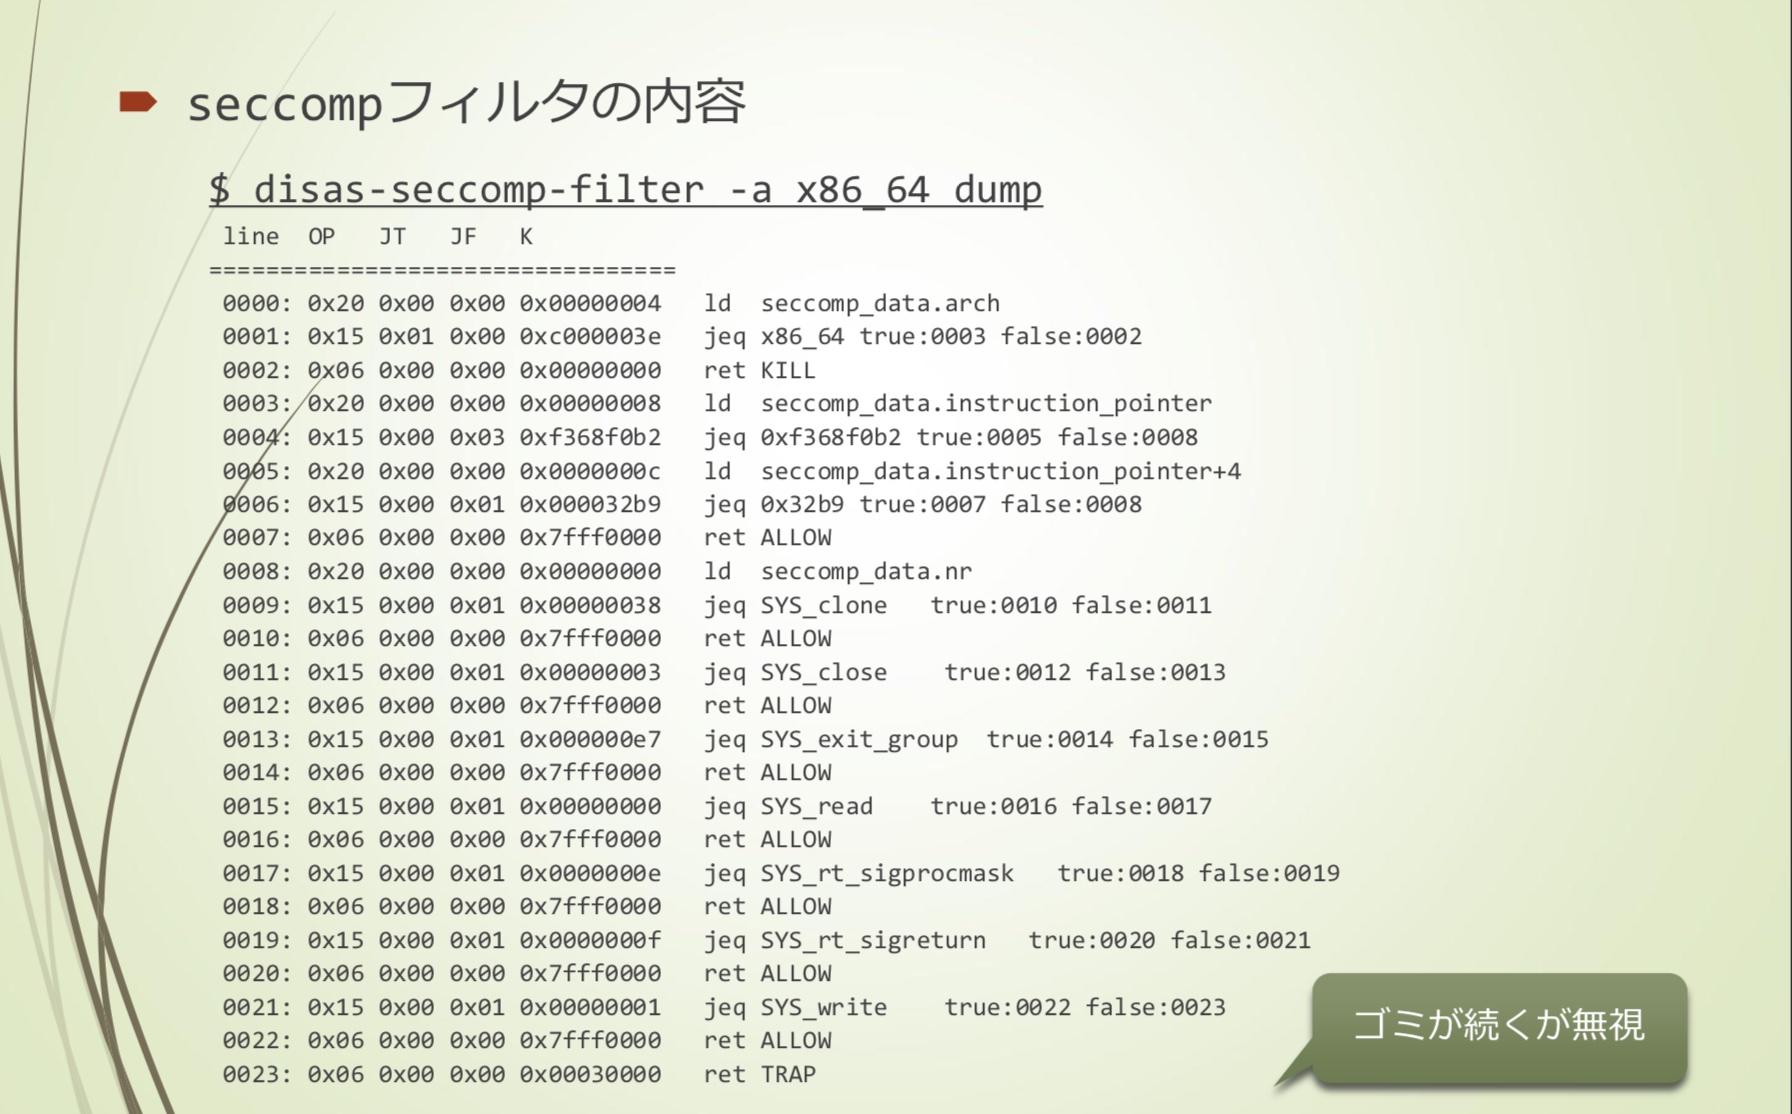 seccompフィルタの内容
$ disas-seccomp-filter -a x86_64 dump
line  OP   JT   JF   K
=================================
0000: 0x20 0x00 0x00 0x00000004   ld  seccomp_data.arch
0001: 0x15 0x01 0x00 0xc000003e   jeq x86_64 true:0003 false:0002
0002: 0x06 0x00 0x00 0x00000000   ret KILL
0003: 0x20 0x00 0x00 0x00000008   ld  seccomp_data.instruction_pointer
0004: 0x15 0x00 0x03 0xf368f0b2   jeq 0xf368f0b2 true:0005 false:0008
0005: 0x20 0x00 0x00 0x0000000c   ld  seccomp_data.instruction_pointer+4
0006: 0x15 0x00 0x01 0x000032b9   jeq 0x32b9 true:0007 false:0008
0007: 0x06 0x00 0x00 0x7fff0000   ret ALLOW
0008: 0x20 0x00 0x00 0x00000000   ld  seccomp_data.nr
0009: 0x15 0x00 0x01 0x00000038   jeq SYS_clone   true:0010 false:0011
0010: 0x06 0x00 0x00 0x7fff0000   ret ALLOW
0011: 0x15 0x00 0x01 0x00000003   jeq SYS_close    true:0012 false:0013
0012: 0x06 0x00 0x00 0x7fff0000   ret ALLOW
0013: 0x15 0x00 0x01 0x000000e7   jeq SYS_exit_group  true:0014 false:0015
0014: 0x06 0x00 0x00 0x7fff0000   ret ALLOW
0015: 0x15 0x00 0x01 0x00000000   jeq SYS_read    true:0016 false:0017
0016: 0x06 0x00 0x00 0x7fff0000   ret ALLOW
0017: 0x15 0x00 0x01 0x0000000e   jeq SYS_rt_sigprocmask   true:0018 false:0019
0018: 0x06 0x00 0x00 0x7fff0000   ret ALLOW
0019: 0x15 0x00 0x01 0x0000000f   jeq SYS_rt_sigreturn   true:0020 false:0021
0020: 0x06 0x00 0x00 0x7fff0000   ret ALLOW
0021: 0x15 0x00 0x01 0x00000001   jeq SYS_write    true:0022 false:0023
0022: 0x06 0x00 0x00 0x7fff0000   ret ALLOW
0023: 0x06 0x00 0x00 0x00030000   ret TRAP
ゴミが続くが無視